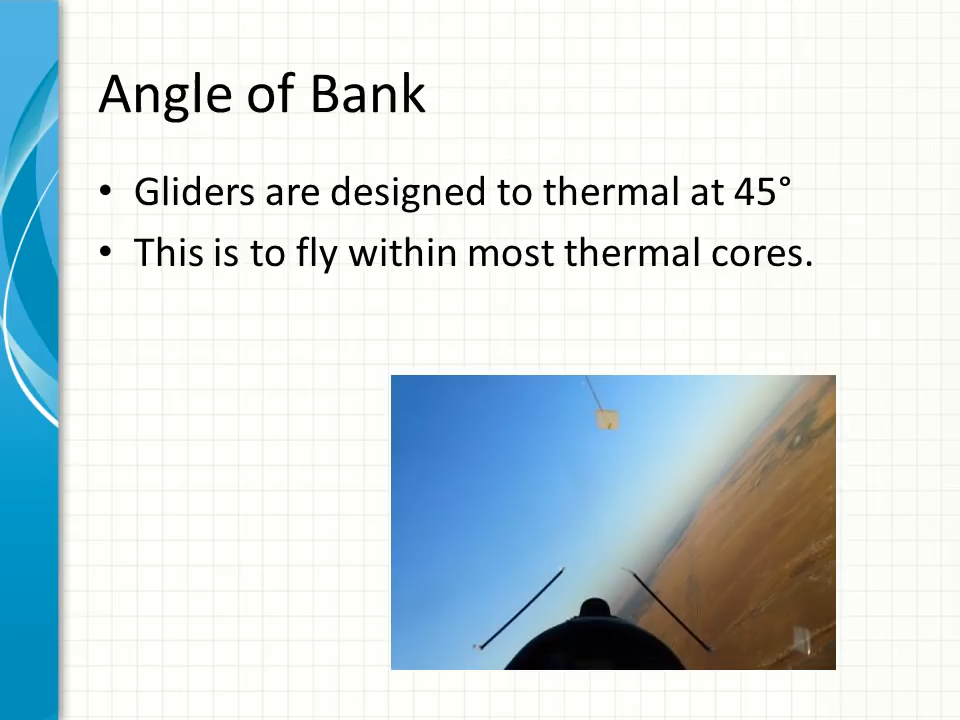 Angle of Bank
• Gliders are designed to thermal at 45°
• This is to fly within most thermal cores.